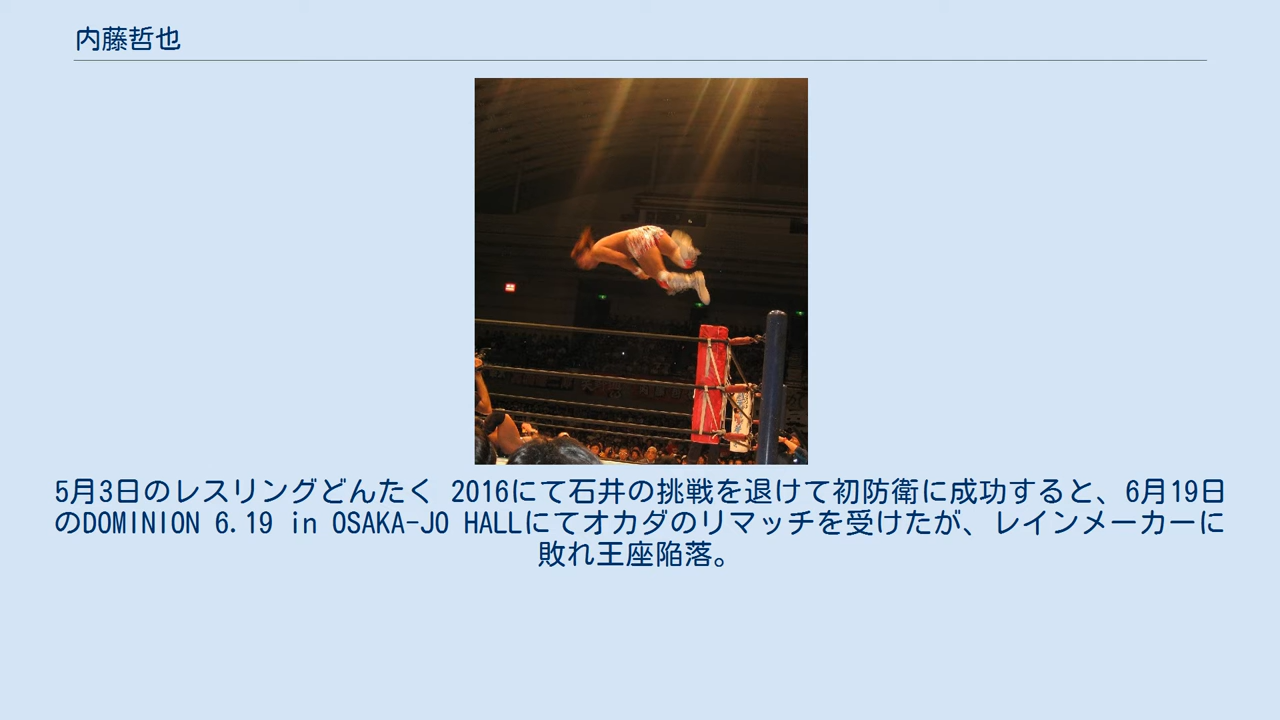 内藤哲也
5月3日のレスリングどんたく 2016にて石井の挑戦を退けて初防衛に成功すると、6月19日
のDOMINION 6.19 in OSAKA-JO HALLにてオカダのリマッチを受けたが、レインメーカーに
敗れ王座陥落。